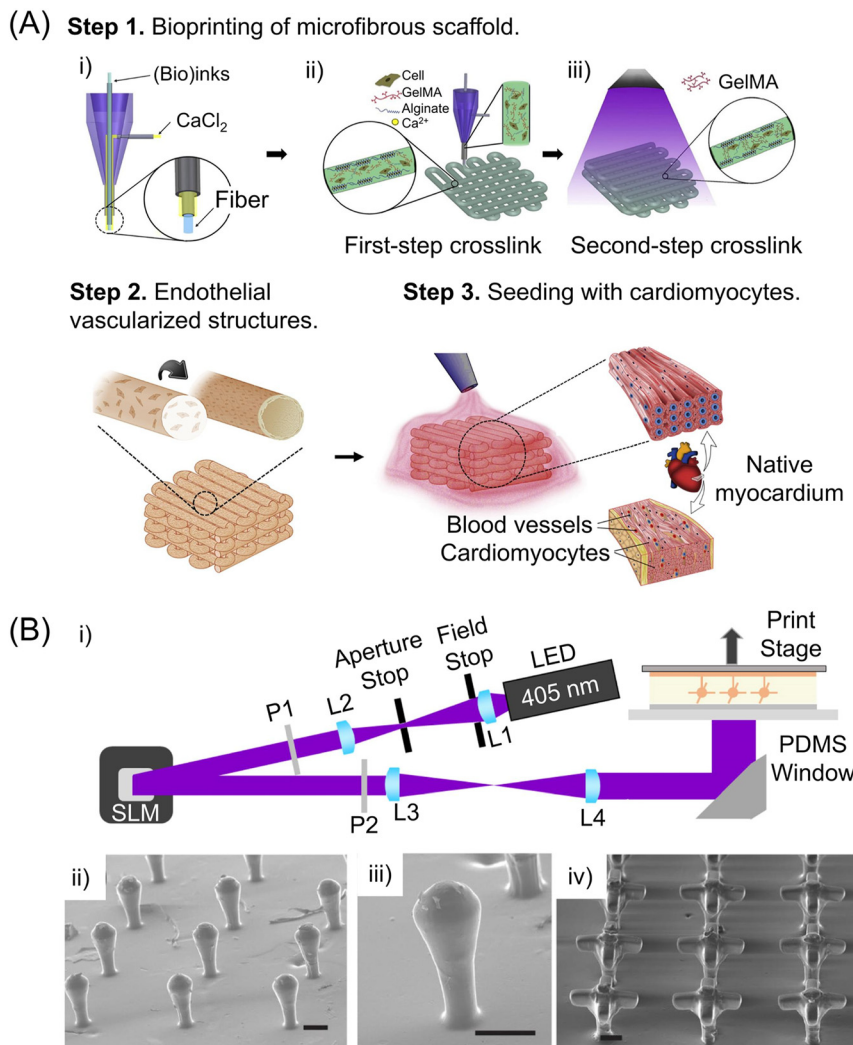 (A) Step 1. Bioprinting of microfibrous scaffold.
i)
(Bio)inks
CaCl₂
Fiber
ii)
Cell
GelMA
Alginate
Ca²⁺
First-step crosslink
iii)
GelMA
Second-step crosslink
Step 2. Endothelial
vascularized structures.
Step 3. Seeding with cardiomyocytes.
Native
myocardium
Blood vessels
Cardiomyocytes
(B)
i)
Aperture
Stop
Field
Stop
LED
405 nm
Print
Stage
P1
L2
L1
PDMS
Window
SLM
P2
L3
L4
ii)
iii)
iv)